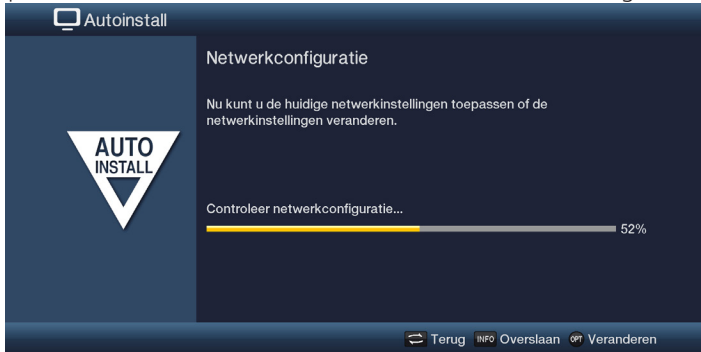 Autoinstall
Netwerkconfiguratie
Nu kunt u de huidige netwerkinstellingen toepassen of de
netwerkinstellingen veranderen.
AUTO
INSTALL
Controleer netwerkconfiguratie...
52%
Terug INFO Overslaan OPT Veranderen